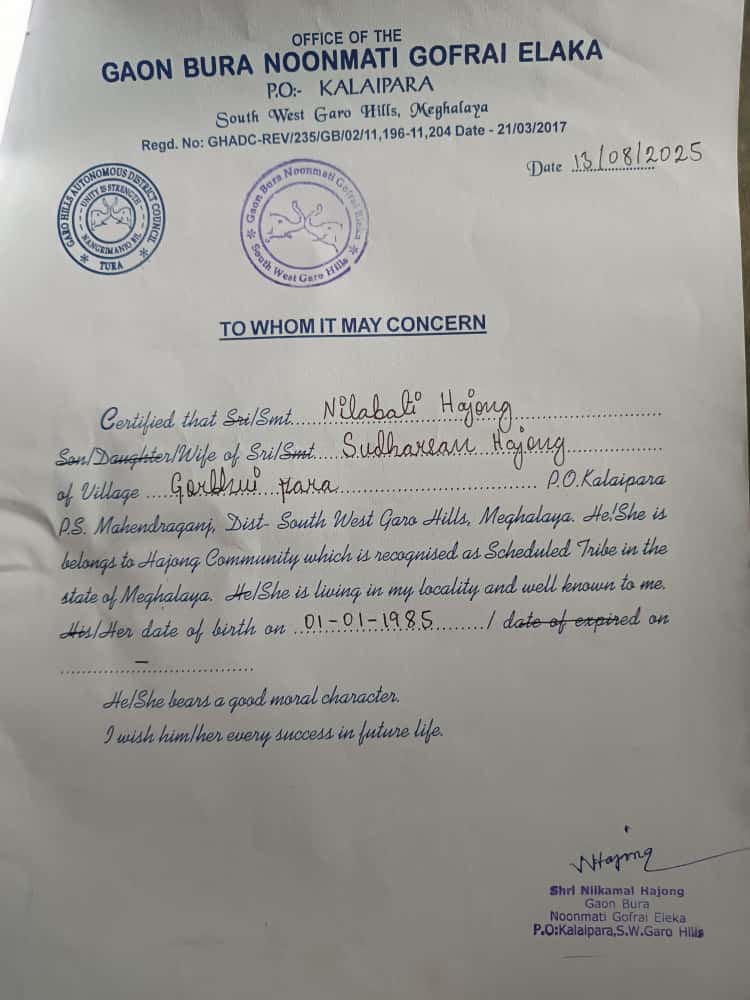 OFFICE OF THE
GAON BURA NOONMATI GOFRAI ELAKA
P.O:- KALAIPARA
South West Garo Hills, Meghalaya
Regd. No: GHADC-REV/235/GB/02/11,196-11,204 Date - 21/03/2017
Date 13/08/2025
GARO HILLS AUTONOMOUS DISTRICT COUNCIL
UNITY IS STRENGTH
TURA
Gaon Bura Noonmati Gofrai Elaka
South West Garo Hills
TO WHOM IT MAY CONCERN
Certified that Sri/Smt....Nilabali Hajong....
Son/Daughter/Wife of Sri/Smt....Sudharsan Hajong....
of Village ....Gordhui para.... P.O.Kalaipara
P.S. Mahendraganj, Dist- South West Garo Hills, Meghalaya. He/She is
belongs to Hajong Community which is recognised as Scheduled Tribe in the
state of Meghalaya. He/She is living in my locality and well known to me.
His/Her date of birth on ....01-01-1985..../ date of expired on
....–....
He/She bears a good moral character.
I wish him/her every success in future life.
NHajong
Shri Nilkamal Hajong
Gaon Bura
Noonmati Gofrai Eleka
P.O:Kalaipara,S.W.Garo Hills